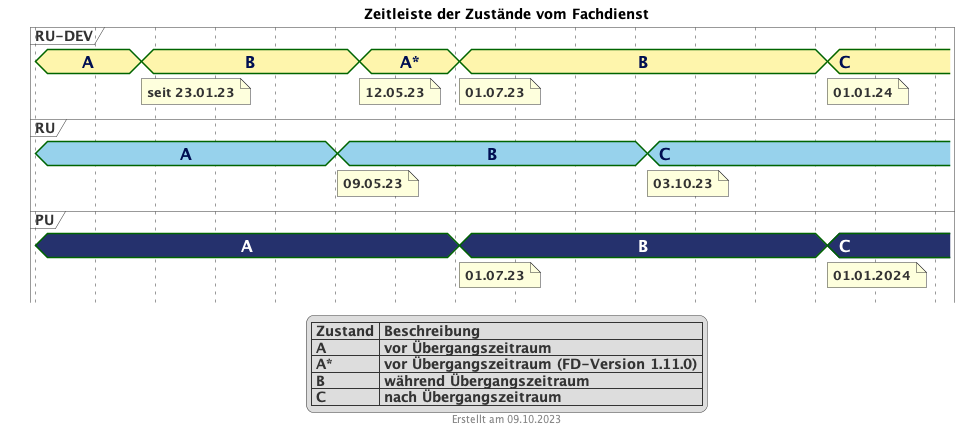 Zeitleiste der Zustände vom Fachdienst
RU-DEV
A B A* B C
seit 23.01.23 12.05.23 01.07.23 01.01.24
RU
A B C
09.05.23 03.10.23
PU
A B C
01.07.23 01.01.2024
Zustand Beschreibung
A vor Übergangszeitraum
A* vor Übergangszeitraum (FD-Version 1.11.0)
B während Übergangszeitraum
C nach Übergangszeitraum
Erstellt am 09.10.2023